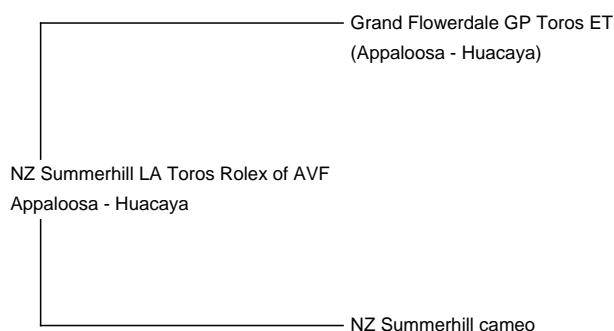 Grand Flowerdale GP Toros ET
(Appaloosa - Huacaya)
NZ Summerhill LA Toros Rolex of AVF
Appaloosa - Huacaya
NZ Summerhill cameo